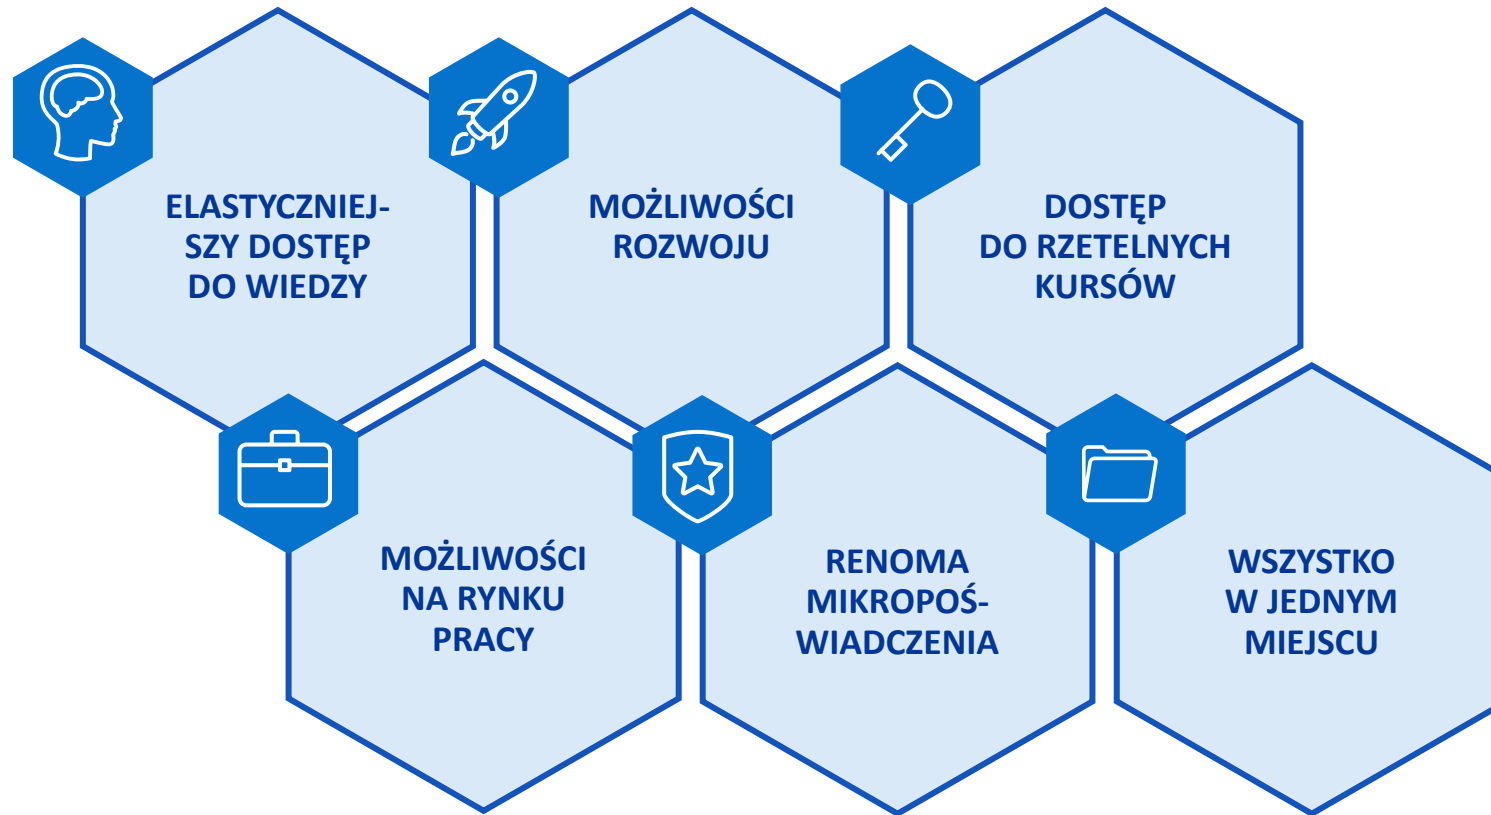 ELASTYCZNIEJ-
SZY DOSTĘP
DO WIEDZY
MOŻLIWOŚCI
ROZWOJU
DOSTĘP
DO RZETELNYCH
KURSÓW
MOŻLIWOŚCI
NA RYNKU
PRACY
RENOMA
MIKROPOŚ-
WIADCZENIA
WSZYSTKO
W JEDNYM
MIEJSCU